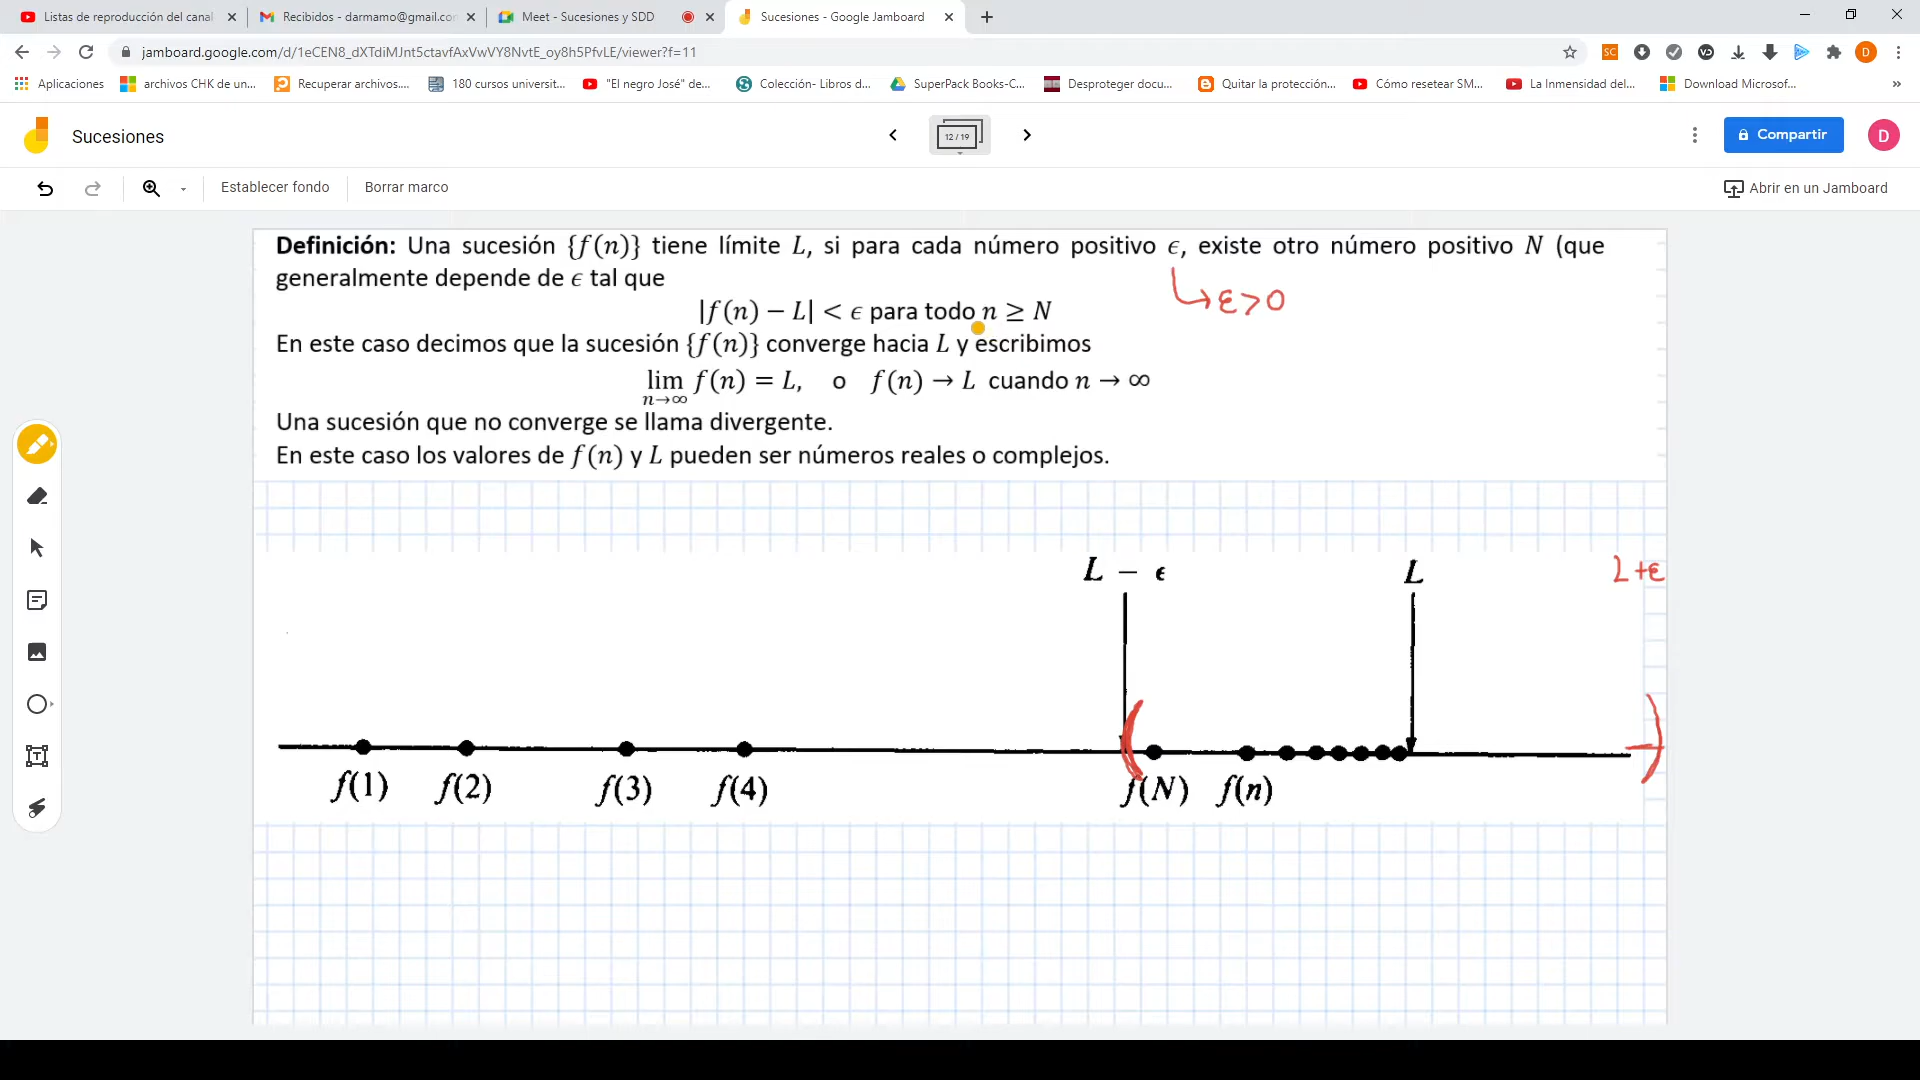 Listas de reproducción del canal
Recibidos - darmamo@gmail.co
Meet - Sucesiones y SDD
Sucesiones - Google Jamboard
jamboard.google.com/d/1eCEN8_dXTdiMJnt5ctavfAxVwVY8NvtE_oy8h5PfvLE/viewer?f=11
Aplicaciones
archivos CHK de un...
Recuperar archivos....
180 cursos universit...
"El negro José" de...
Colección- Libros d...
SuperPack Books-C...
Desproteger docu...
Quitar la protección...
Cómo resetear SM...
La Inmensidad del...
Download Microsof...
»
Sucesiones
12 / 19
Compartir
D
Establecer fondo
Borrar marco
Abrir en un Jamboard
Definición: Una sucesión {f(n)} tiene límite L, si para cada número positivo ϵ, existe otro número positivo N (que
generalmente depende de ϵ tal que
ε>0
|f(n) − L| < ϵ para todo n ≥ N
En este caso decimos que la sucesión {f(n)} converge hacia L y escribimos
lim f(n) = L, o f(n) → L cuando n → ∞
n→∞
Una sucesión que no converge se llama divergente.
En este caso los valores de f(n) y L pueden ser números reales o complejos.
L − ϵ
L
L+ε
f(1) f(2) f(3) f(4) f(N) f(n)